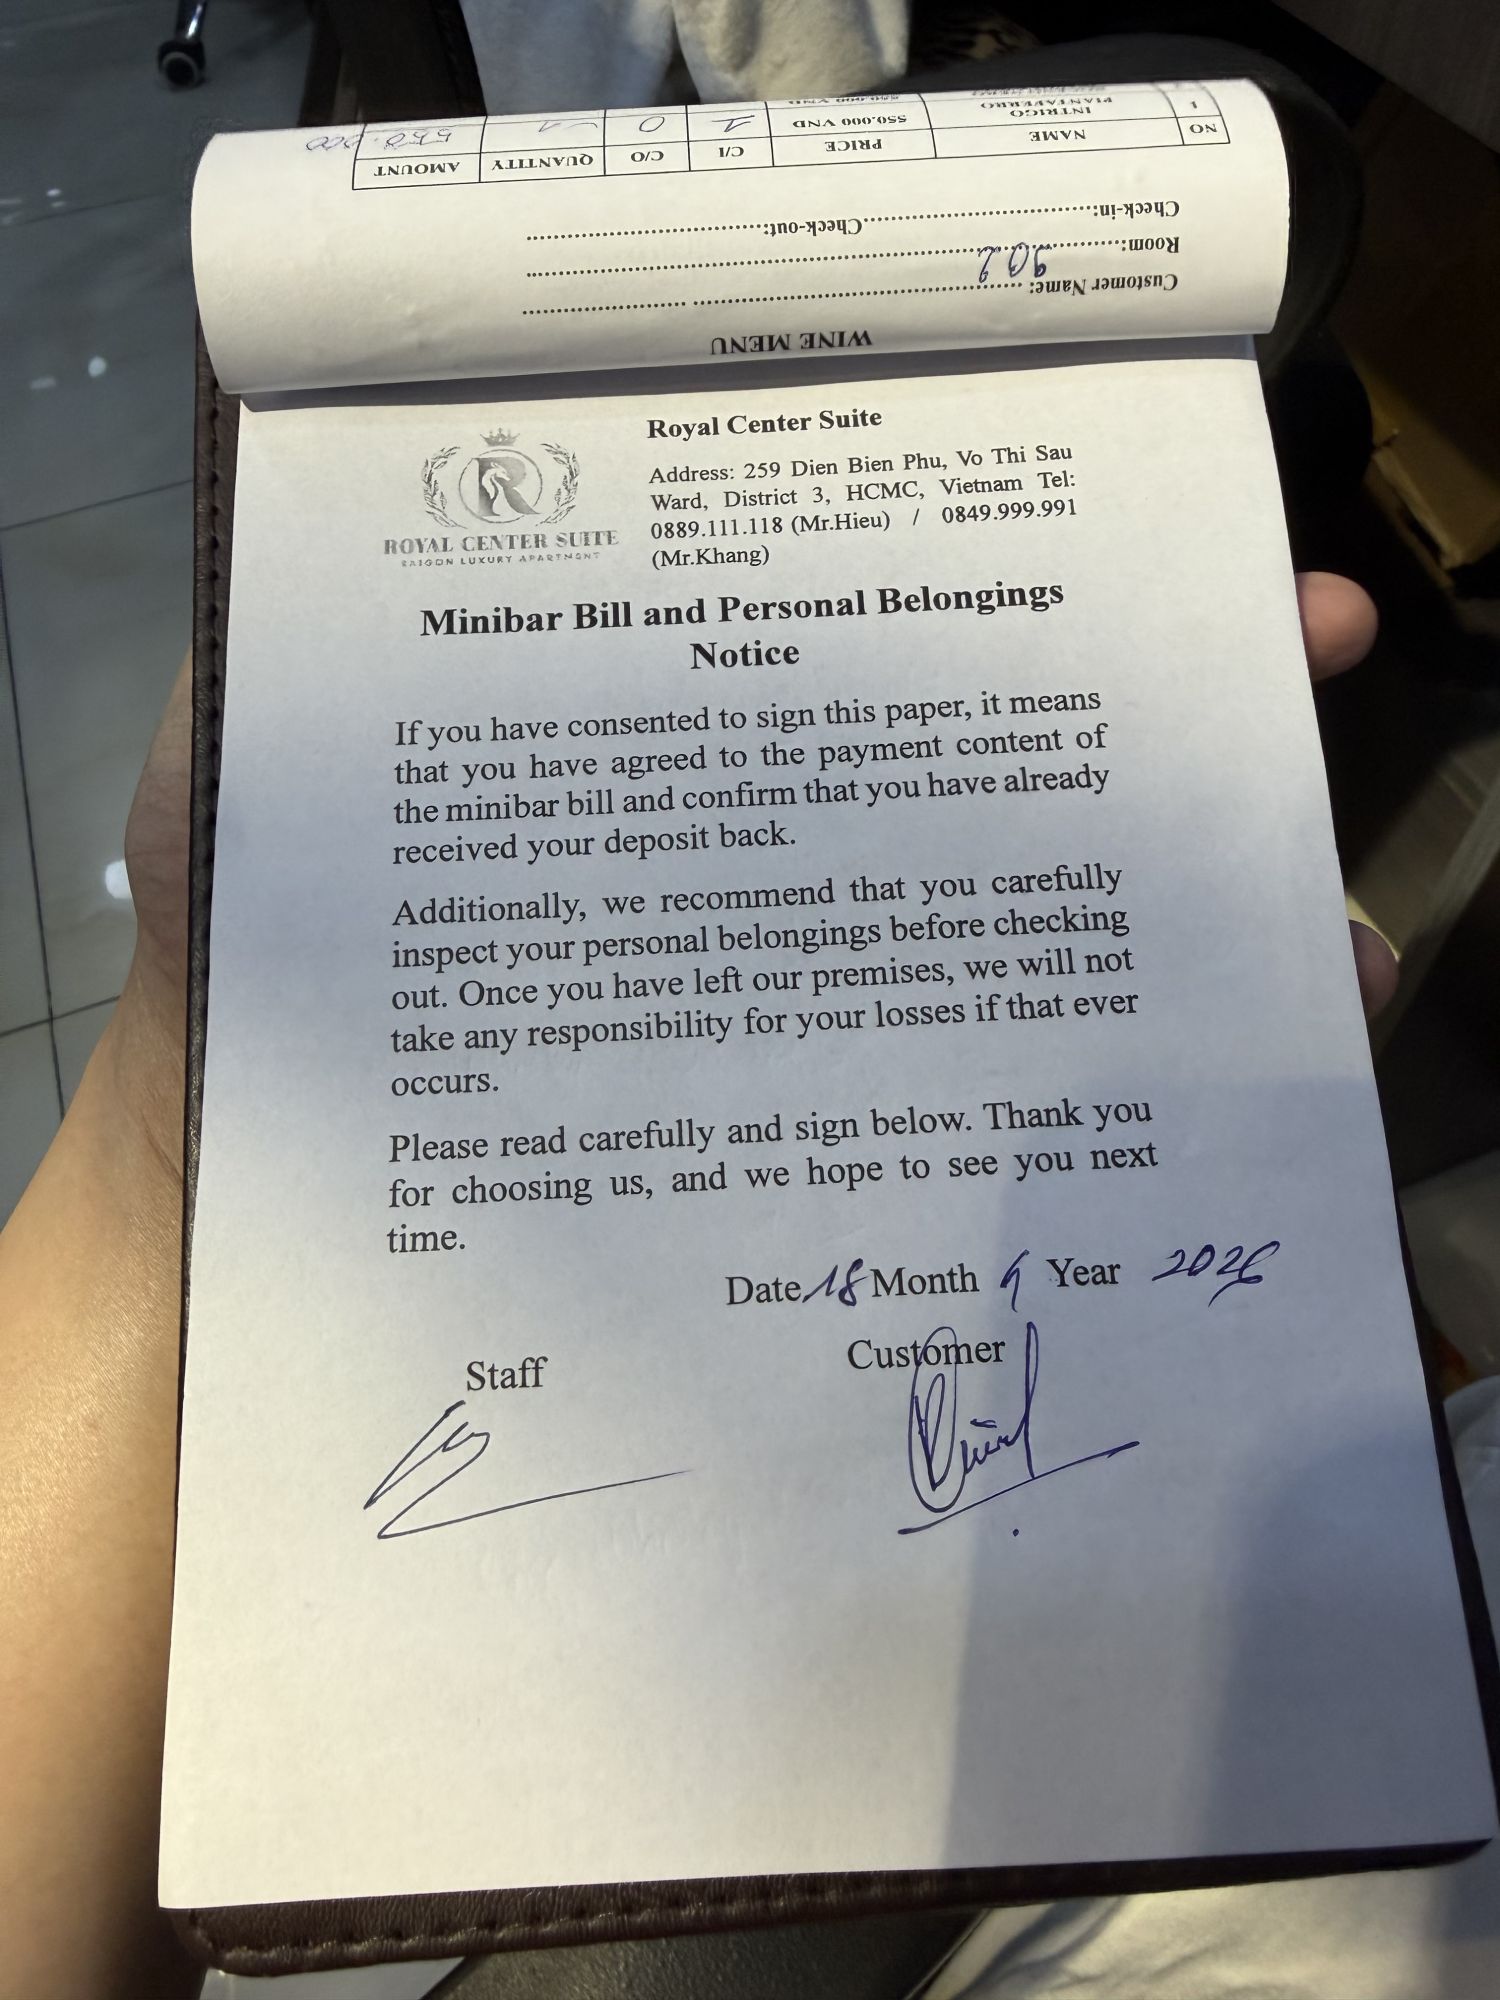 WINE MENU
Customer Name:
Room: 902
Check-in: Check-out:
NO NAME PRICE C/I C/O QUANTITY AMOUNT
1 INTRIGO 550.000 VND 1 0 1 550.000
PIANTAFERRO
Royal Center Suite
Address: 259 Dien Bien Phu, Vo Thi Sau
Ward, District 3, HCMC, Vietnam Tel:
0889.111.118 (Mr.Hieu) / 0849.999.991
(Mr.Khang)
R
ROYAL CENTER SUITE
SAIGON LUXURY APARTMENT
Minibar Bill and Personal Belongings
Notice
If you have consented to sign this paper, it means
that you have agreed to the payment content of
the minibar bill and confirm that you have already
received your deposit back.
Additionally, we recommend that you carefully
inspect your personal belongings before checking
out. Once you have left our premises, we will not
take any responsibility for your losses if that ever
occurs.
Please read carefully and sign below. Thank you
for choosing us, and we hope to see you next
time.
Date 18 Month Year 2026
Staff Customer